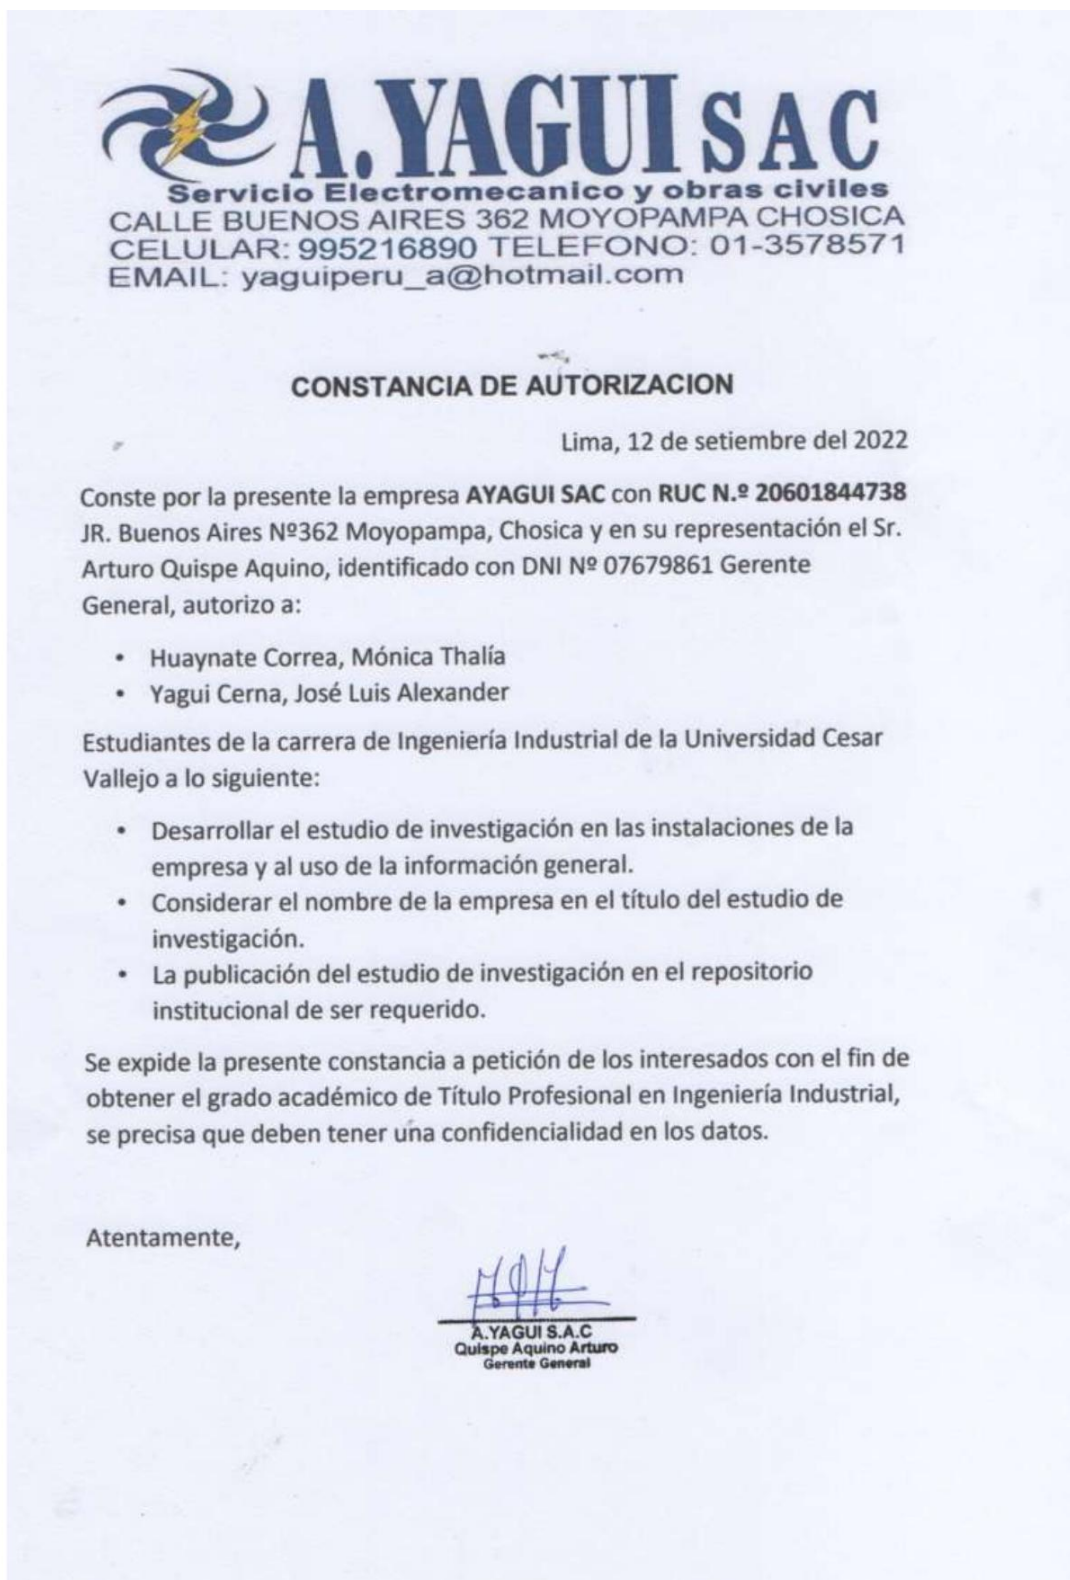 A.YAGUI SAC
Servicio Electromecanico y obras civiles
CALLE BUENOS AIRES 362 MOYOPAMPA CHOSICA
CELULAR: 995216890 TELEFONO: 01-3578571
EMAIL: yaguiperu_a@hotmail.com
CONSTANCIA DE AUTORIZACION
Lima, 12 de setiembre del 2022
Conste por la presente la empresa AYAGUI SAC con RUC N.º 20601844738
JR. Buenos Aires Nº362 Moyopampa, Chosica y en su representación el Sr.
Arturo Quispe Aquino, identificado con DNI Nº 07679861 Gerente
General, autorizo a:
• Huaynate Correa, Mónica Thalía
• Yagui Cerna, José Luis Alexander
Estudiantes de la carrera de Ingeniería Industrial de la Universidad Cesar
Vallejo a lo siguiente:
• Desarrollar el estudio de investigación en las instalaciones de la
empresa y al uso de la información general.
• Considerar el nombre de la empresa en el título del estudio de
investigación.
• La publicación del estudio de investigación en el repositorio
institucional de ser requerido.
Se expide la presente constancia a petición de los interesados con el fin de
obtener el grado académico de Título Profesional en Ingeniería Industrial,
se precisa que deben tener una confidencialidad en los datos.
Atentamente,
A.YAGUI S.A.C
Quispe Aquino Arturo
Gerente General